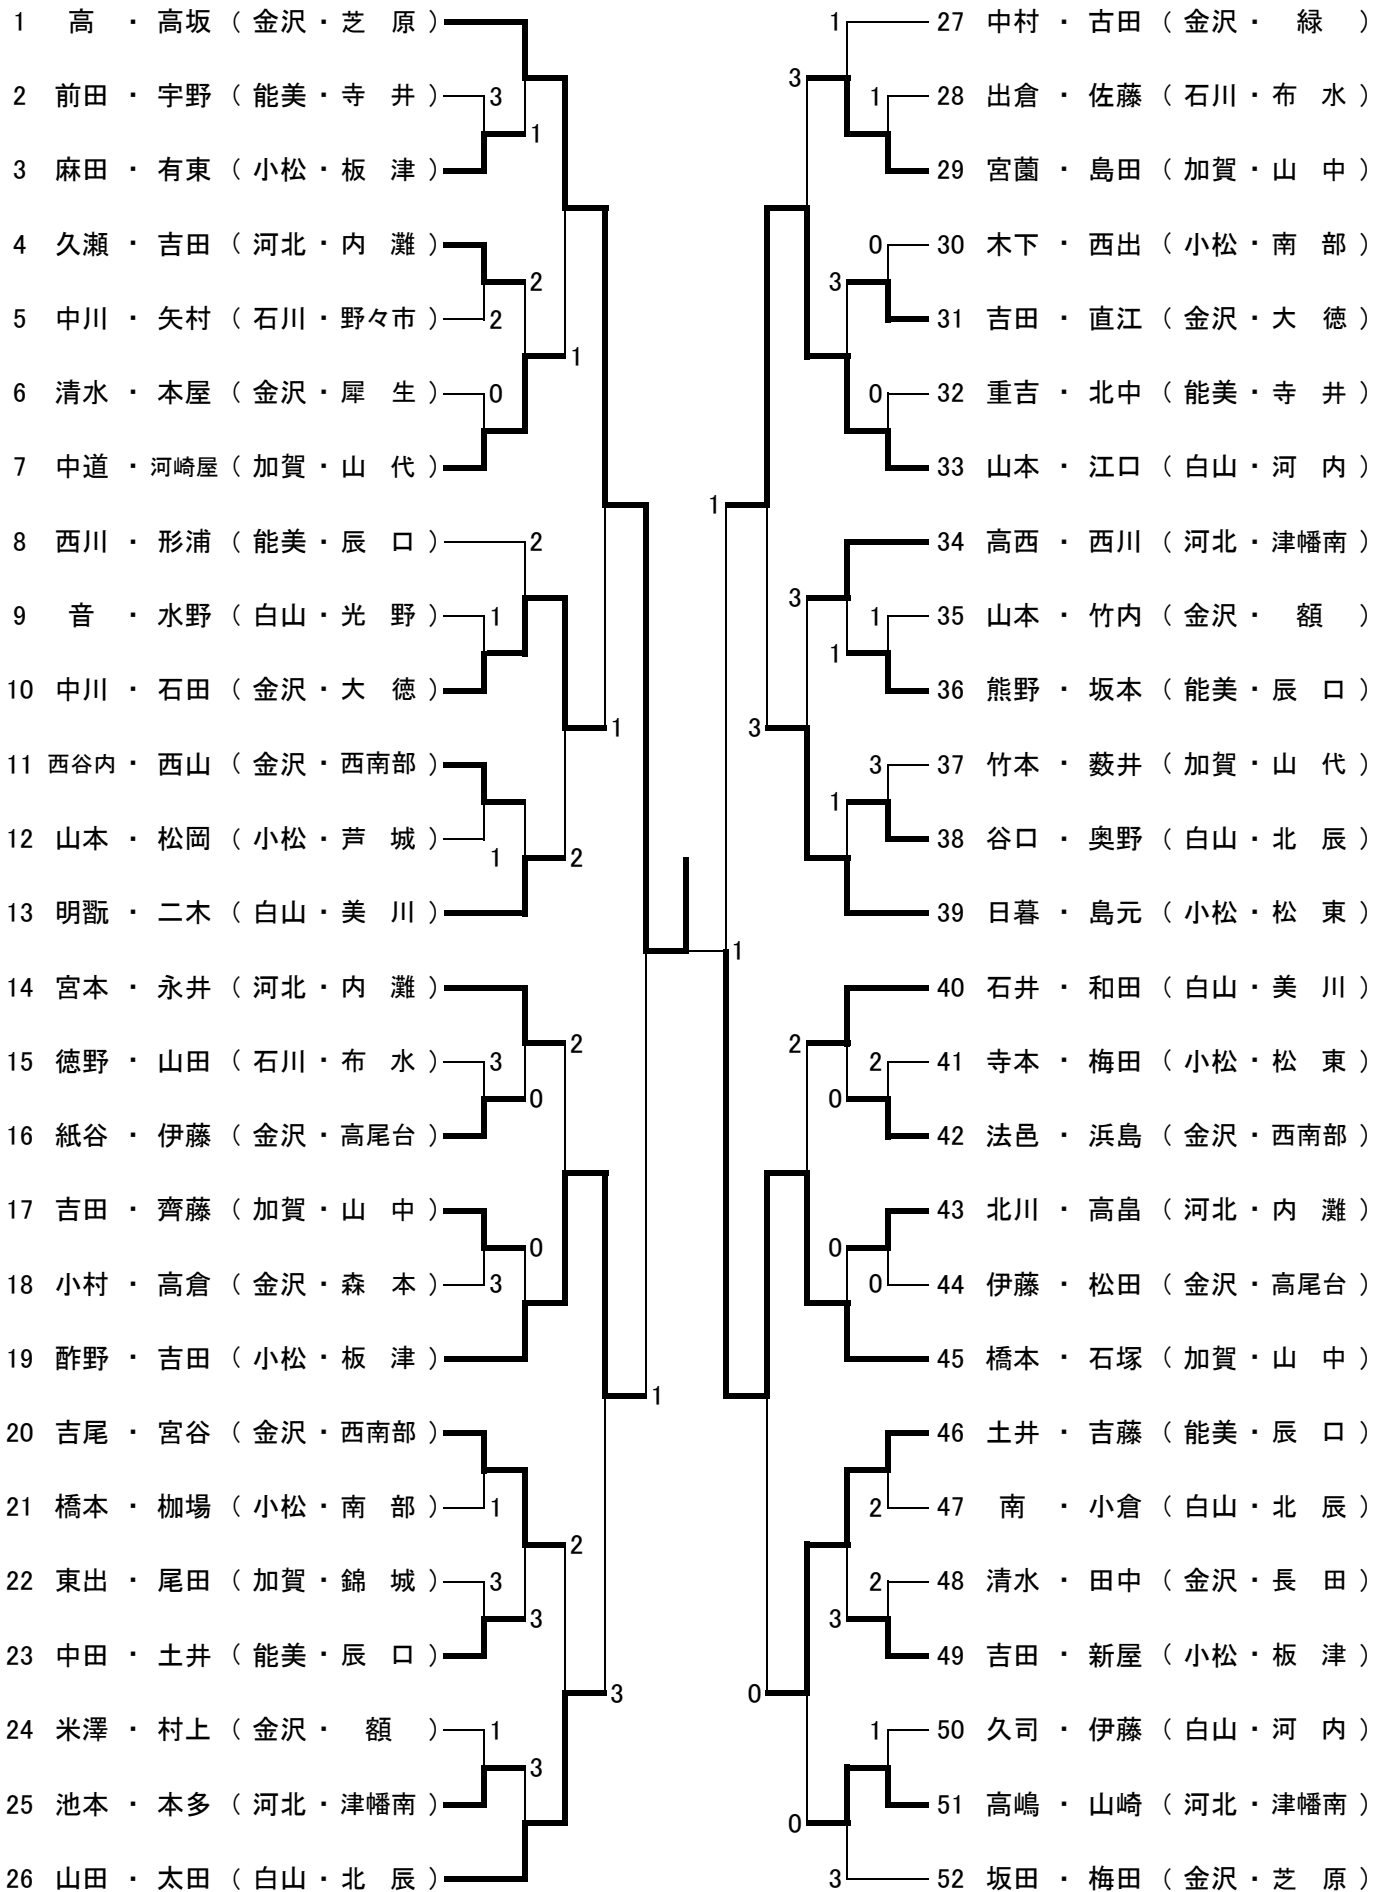 1 高 ・ 高坂 ( 金沢 ・ 芝 原 )
2 前田 ・ 宇野 ( 能美 ・ 寺 井 ) 3
1
3 麻田 ・ 有東 ( 小松 ・ 板 津 )
4 久瀬 ・ 吉田 ( 河北 ・ 内 灘 )
2
5 中川 ・ 矢村 ( 石川 ・ 野々市 ) 2
1
6 清水 ・ 本屋 ( 金沢 ・ 犀 生 ) 0
7 中道 ・ 河崎屋 ( 加賀 ・ 山 代 )
8 西川 ・ 形浦 ( 能美 ・ 辰 口 ) 2
9 音 ・ 水野 ( 白山 ・ 光 野 ) 1
10 中川 ・ 石田 ( 金沢 ・ 大 徳 )
1
11 西谷内 ・ 西山 ( 金沢 ・ 西南部 )
12 山本 ・ 松岡 ( 小松 ・ 芦 城 ) 1
2
13 明翫 ・ 二木 ( 白山 ・ 美 川 )
14 宮本 ・ 永井 ( 河北 ・ 内 灘 )
2
15 徳野 ・ 山田 ( 石川 ・ 布 水 ) 3
0
16 紙谷 ・ 伊藤 ( 金沢 ・ 高尾台 )
17 吉田 ・ 齊藤 ( 加賀 ・ 山 中 )
0
18 小村 ・ 高倉 ( 金沢 ・ 森 本 ) 3
19 酢野 ・ 吉田 ( 小松 ・ 板 津 )
1
20 吉尾 ・ 宮谷 ( 金沢 ・ 西南部 )
21 橋本 ・ 枷場 ( 小松 ・ 南 部 ) 1
2
22 東出 ・ 尾田 ( 加賀 ・ 錦 城 ) 3
3
23 中田 ・ 土井 ( 能美 ・ 辰 口 )
3
24 米澤 ・ 村上 ( 金沢 ・ 額 ) 1
3
25 池本 ・ 本多 ( 河北 ・ 津幡南 )
26 山田 ・ 太田 ( 白山 ・ 北 辰 )
1
1 27 中村 ・ 古田 ( 金沢 ・ 緑 )
3
1 28 出倉 ・ 佐藤 ( 石川 ・ 布 水 )
29 宮薗 ・ 島田 ( 加賀 ・ 山 中 )
0 30 木下 ・ 西出 ( 小松 ・ 南 部 )
3
31 吉田 ・ 直江 ( 金沢 ・ 大 徳 )
0 32 重吉 ・ 北中 ( 能美 ・ 寺 井 )
33 山本 ・ 江口 ( 白山 ・ 河 内 )
1
34 高西 ・ 西川 ( 河北 ・ 津幡南 )
3
1 35 山本 ・ 竹内 ( 金沢 ・ 額 )
1
36 熊野 ・ 坂本 ( 能美 ・ 辰 口 )
3
3 37 竹本 ・ 薮井 ( 加賀 ・ 山 代 )
1
38 谷口 ・ 奥野 ( 白山 ・ 北 辰 )
39 日暮 ・ 島元 ( 小松 ・ 松 東 )
40 石井 ・ 和田 ( 白山 ・ 美 川 )
2
2 41 寺本 ・ 梅田 ( 小松 ・ 松 東 )
0
42 法邑 ・ 浜島 ( 金沢 ・ 西南部 )
43 北川 ・ 高畠 ( 河北 ・ 内 灘 )
0
0 44 伊藤 ・ 松田 ( 金沢 ・ 高尾台 )
45 橋本 ・ 石塚 ( 加賀 ・ 山 中 )
46 土井 ・ 吉藤 ( 能美 ・ 辰 口 )
2 47 南 ・ 小倉 ( 白山 ・ 北 辰 )
2 48 清水 ・ 田中 ( 金沢 ・ 長 田 )
3
49 吉田 ・ 新屋 ( 小松 ・ 板 津 )
0
1 50 久司 ・ 伊藤 ( 白山 ・ 河 内 )
51 高嶋 ・ 山崎 ( 河北 ・ 津幡南 )
0
3 52 坂田 ・ 梅田 ( 金沢 ・ 芝 原 )